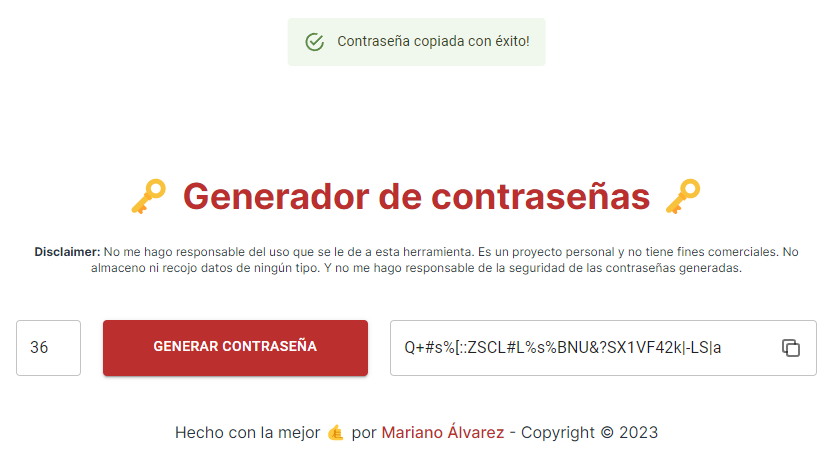 Contraseña copiada con éxito!
Generador de contraseñas
Disclaimer: No me hago responsable del uso que se le de a esta herramienta. Es un proyecto personal y no tiene fines comerciales. No
almaceno ni recojo datos de ningún tipo. Y no me hago responsable de la seguridad de las contraseñas generadas.
36
GENERAR CONTRASEÑA
Q+#s%[::ZSCL#L%s%BNU&?SX1VF42k|-LS|a
Hecho con la mejor 🤙 por Mariano Álvarez - Copyright © 2023